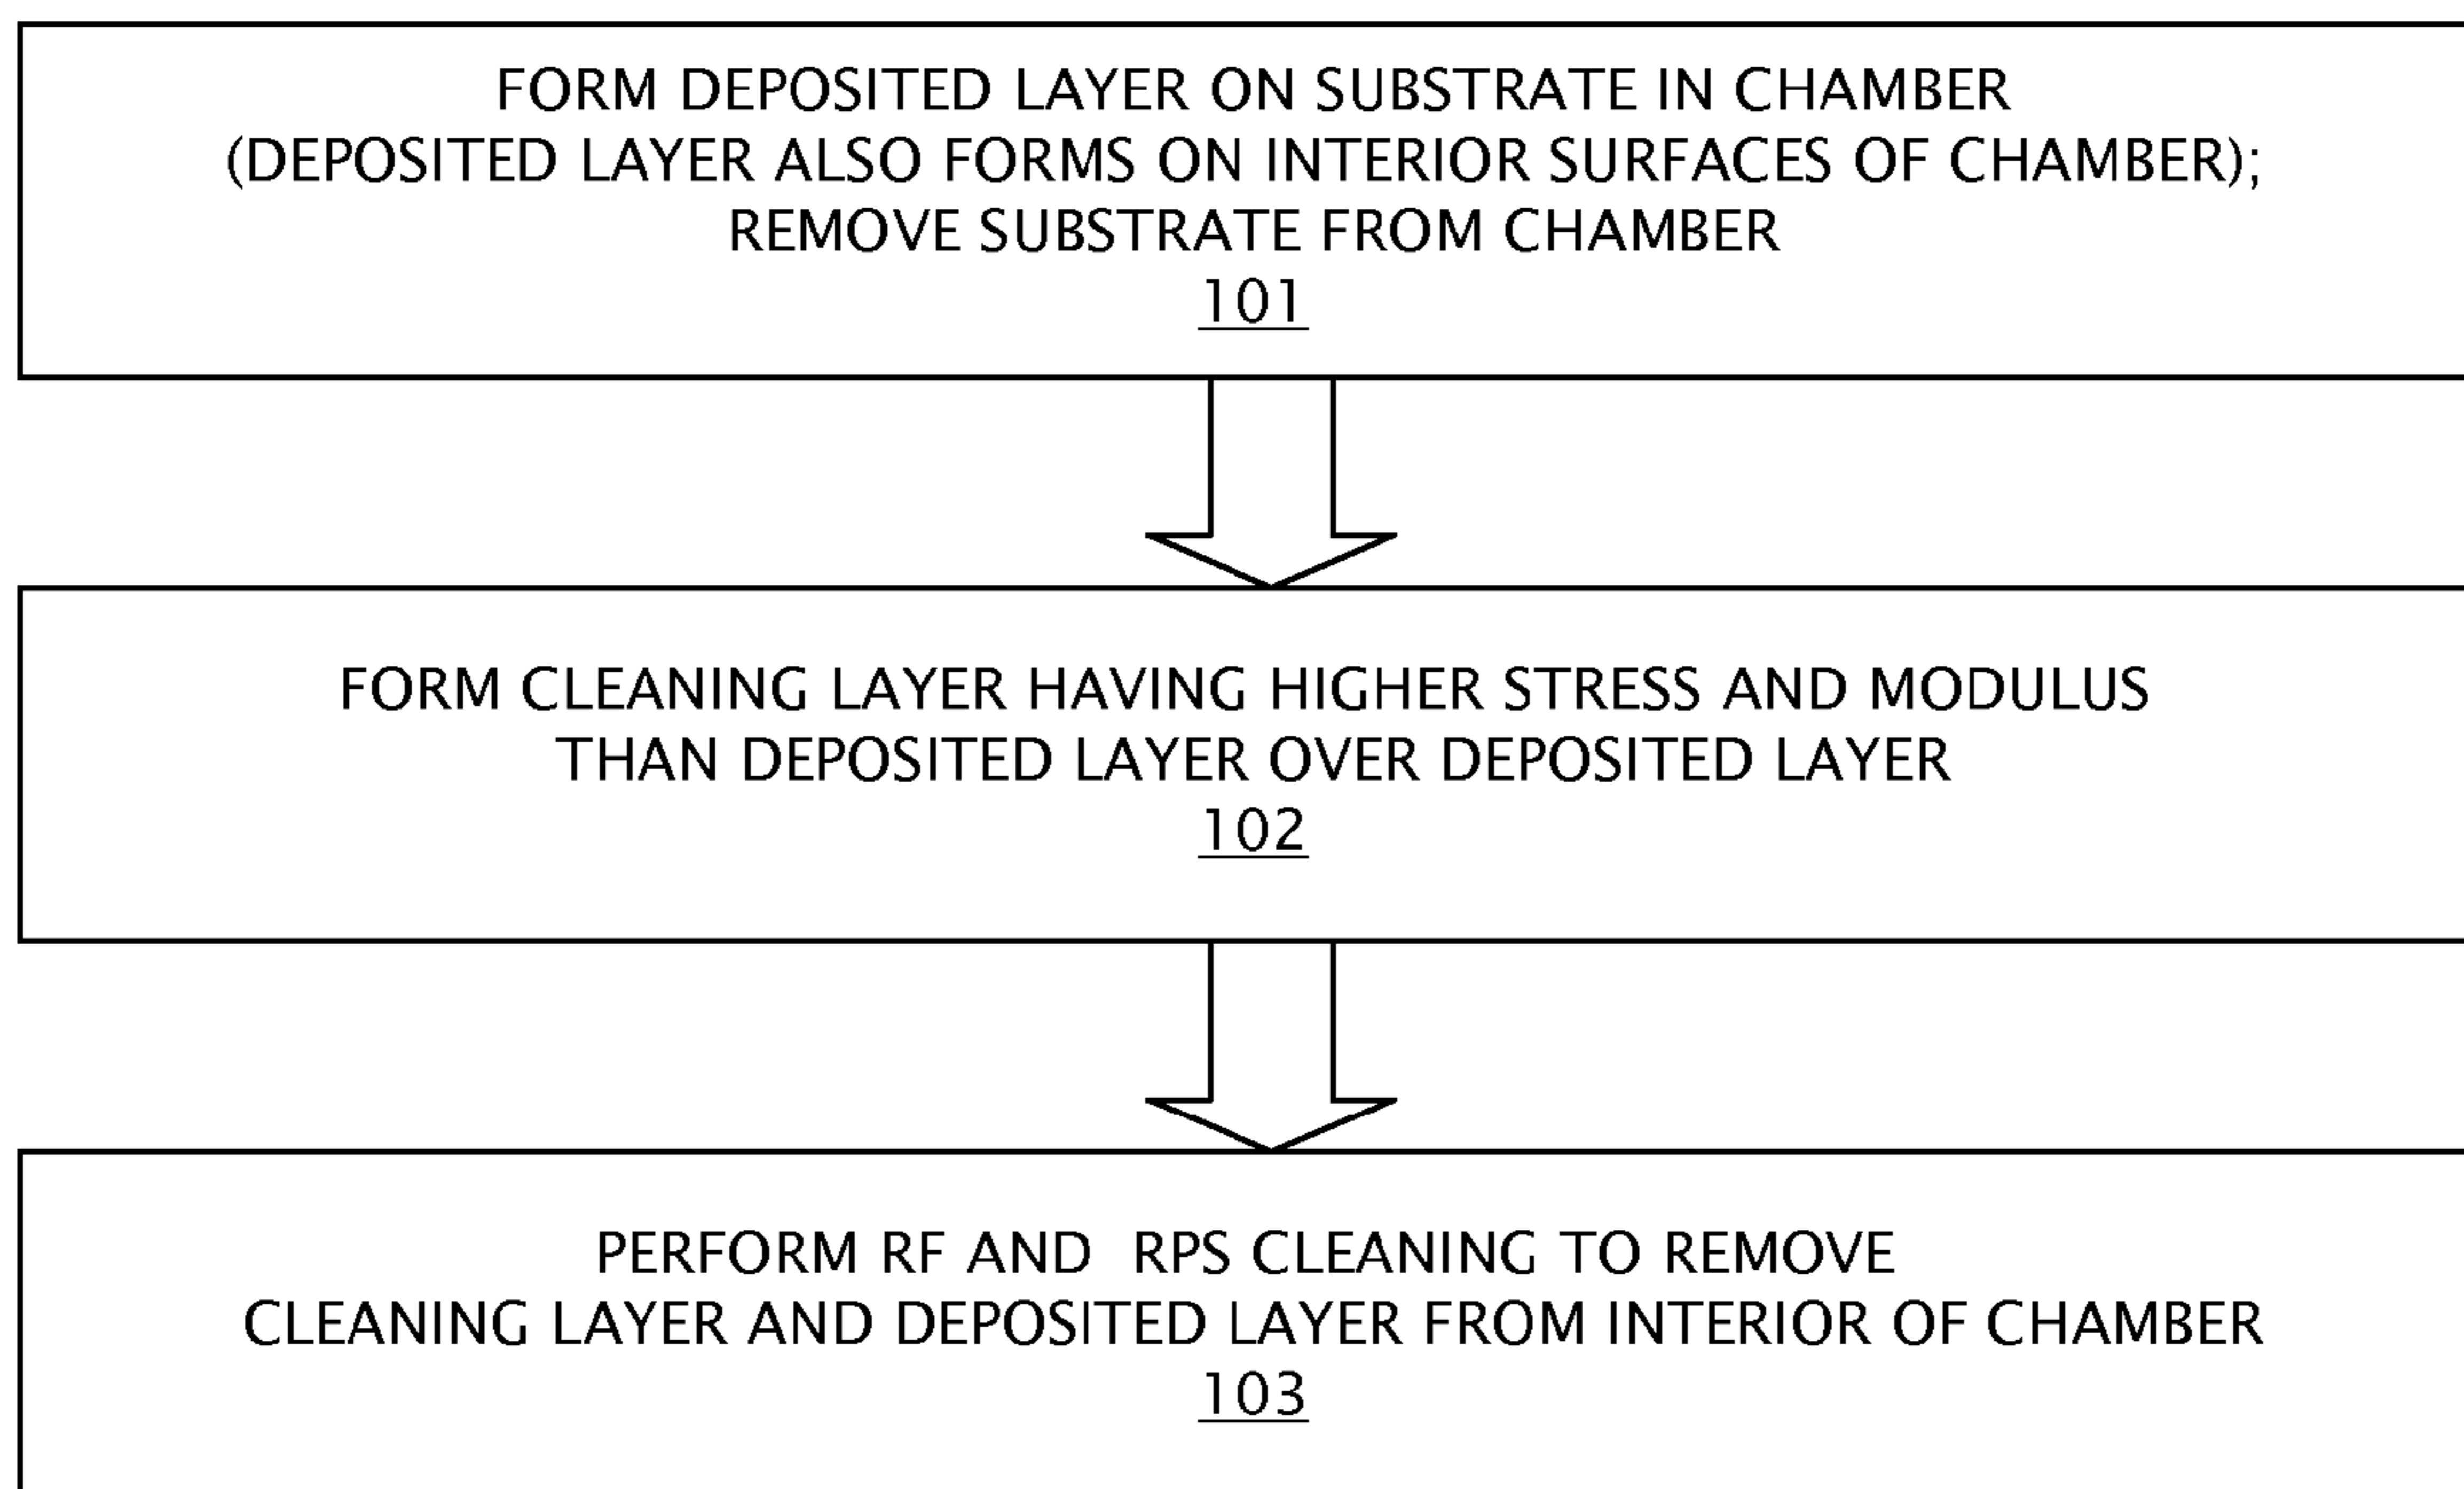 FORM DEPOSITED LAYER ON SUBSTRATE IN CHAMBER
(DEPOSITED LAYER ALSO FORMS ON INTERIOR SURFACES OF CHAMBER);
REMOVE SUBSTRATE FROM CHAMBER
101
FORM CLEANING LAYER HAVING HIGHER STRESS AND MODULUS
THAN DEPOSITED LAYER OVER DEPOSITED LAYER
102
PERFORM RF AND  RPS CLEANING TO REMOVE
CLEANING LAYER AND DEPOSITED LAYER FROM INTERIOR OF CHAMBER
103